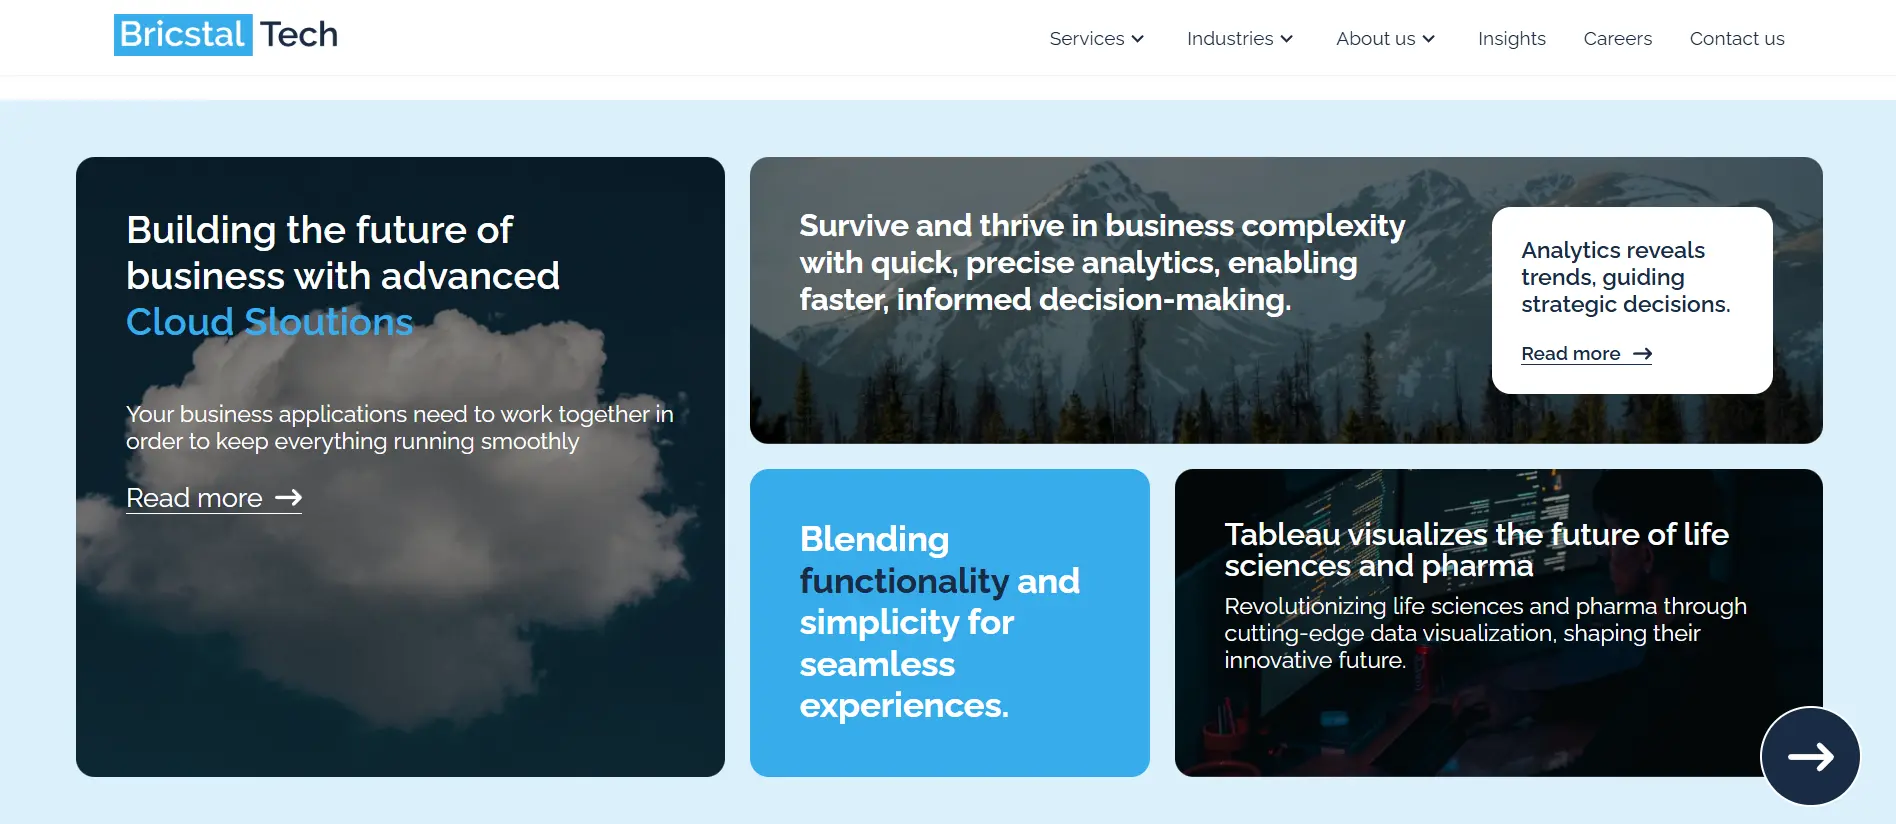 Bricstal Tech
Services
Industries
About us
Insights
Careers
Contact us
Building the future of
business with advanced
Cloud Sloutions
Your business applications need to work together in
order to keep everything running smoothly
Read more
Survive and thrive in business complexity
with quick, precise analytics, enabling
faster, informed decision-making.
Analytics reveals
trends, guiding
strategic decisions.
Read more
Blending
functionality and
simplicity for
seamless
experiences.
Tableau visualizes the future of life
sciences and pharma
Revolutionizing life sciences and pharma through
cutting-edge data visualization, shaping their
innovative future.